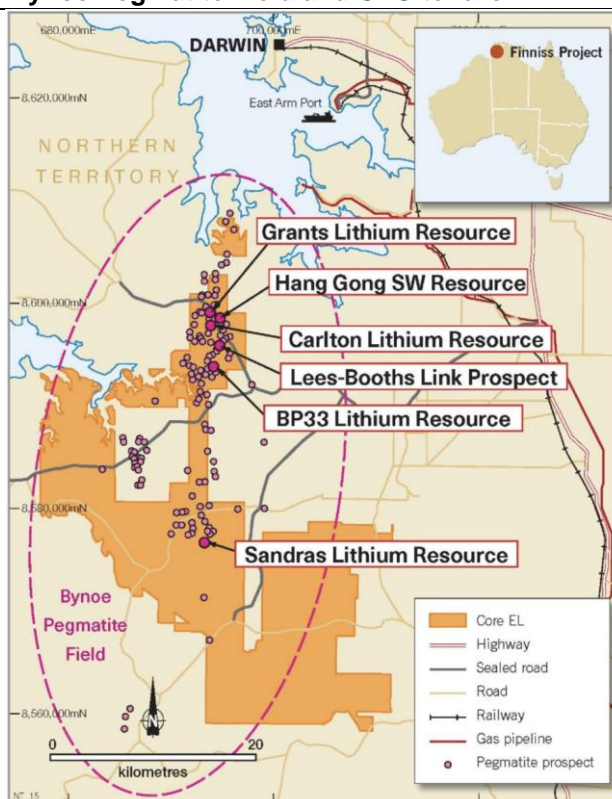 680,000mE
700,000mE
DARWIN
Finniss Project
8,620,000mN
East Arm Port
NORTHERN
TERRITORY
Grants Lithium Resource
Hang Gong SW Resource
8,600,000mN
Carlton Lithium Resource
Lees-Booths Link Prospect
BP33 Lithium Resource
8,580,000mN
Sandras Lithium Resource
Bynoe
Pegmatite
Field
Core EL
Highway
Sealed road
Road
Railway
Gas pipeline
Pegmatite prospect
8,560,000mN
N
0 20
kilometres
NT_15